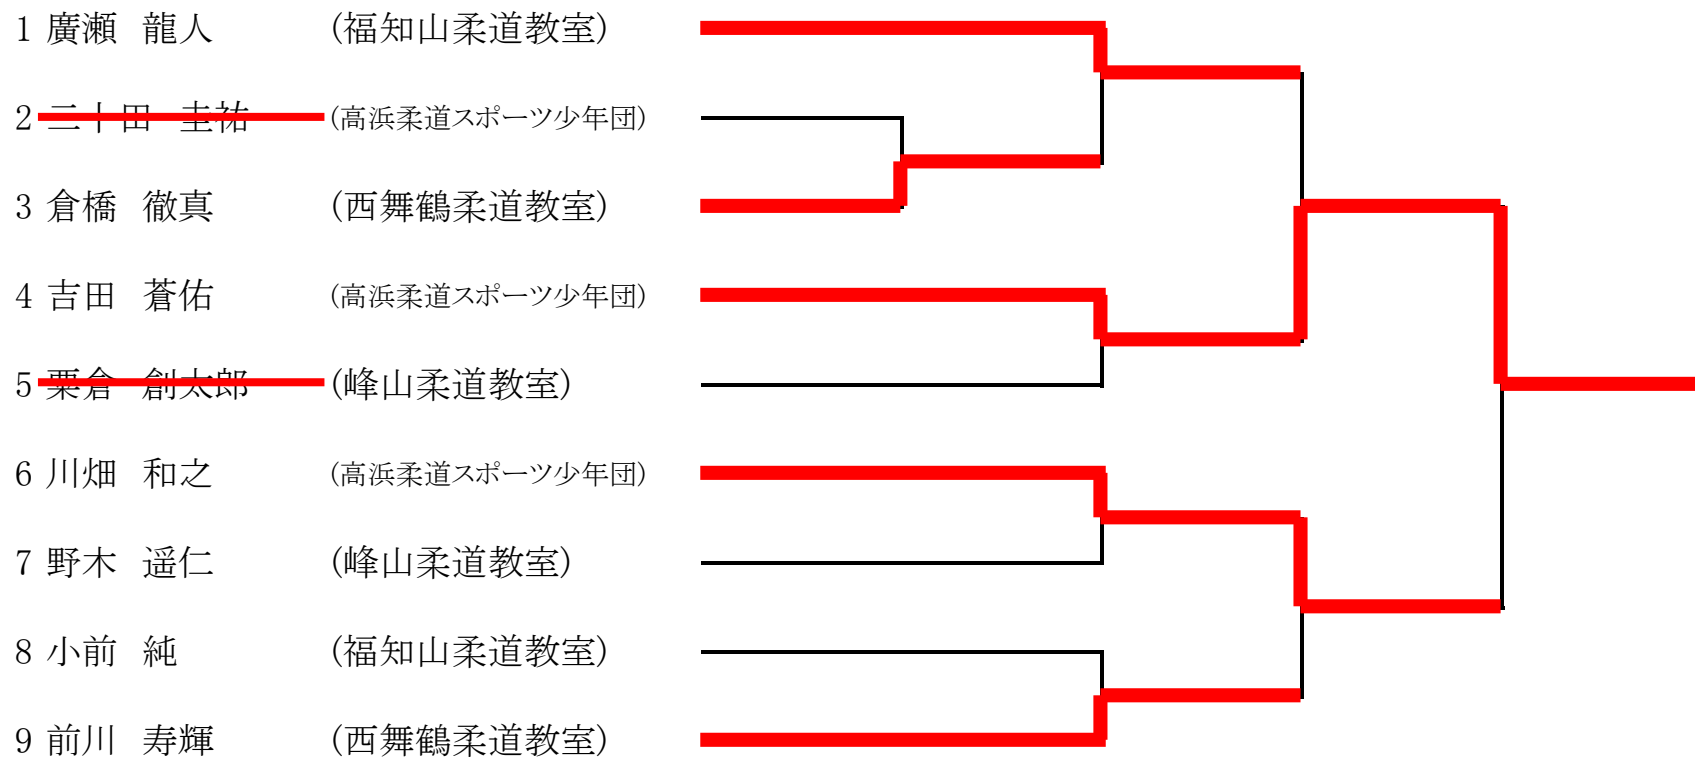 1 廣瀬 龍人 (福知山柔道教室)
2 二十田 圭祐 (高浜柔道スポーツ少年団)
3 倉橋 徹真 (西舞鶴柔道教室)
4 吉田 蒼佑 (高浜柔道スポーツ少年団)
5 粟倉 創太郎 (峰山柔道教室)
6 川畑 和之 (高浜柔道スポーツ少年団)
7 野木 遥仁 (峰山柔道教室)
8 小前 純 (福知山柔道教室)
9 前川 寿輝 (西舞鶴柔道教室)